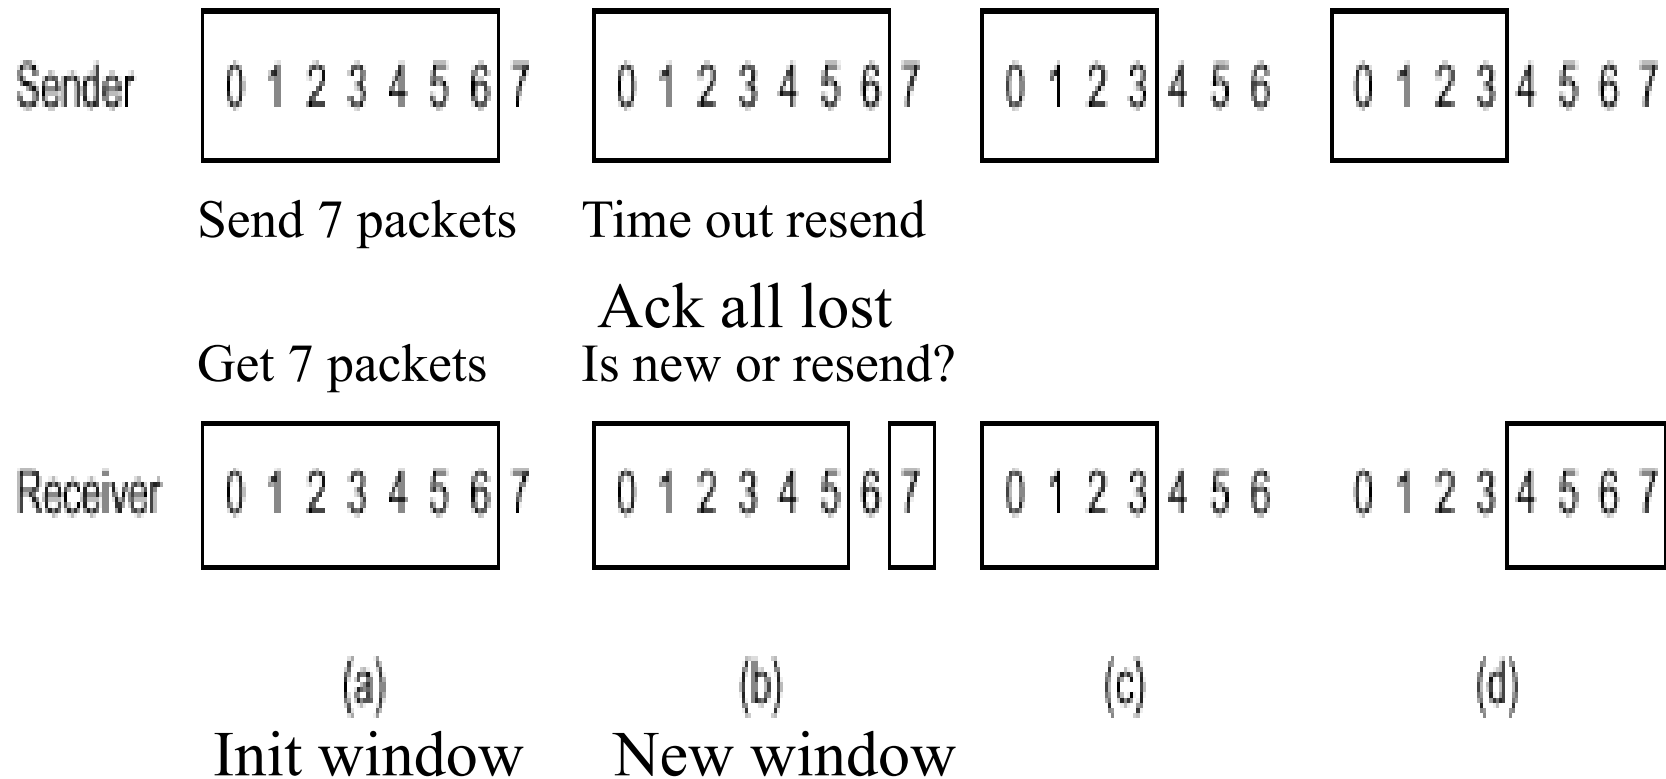 Sender 0 1 2 3 4 5 6 7 0 1 2 3 4 5 6 7 0 1 2 3 4 5 6 0 1 2 3 4 5 6 7
Send 7 packets Time out resend
Ack all lost
Get 7 packets Is new or resend?
Receiver 0 1 2 3 4 5 6 7 0 1 2 3 4 5 6 7 0 1 2 3 4 5 6 0 1 2 3 4 5 6 7
(a) (b) (c) (d)
Init window New window